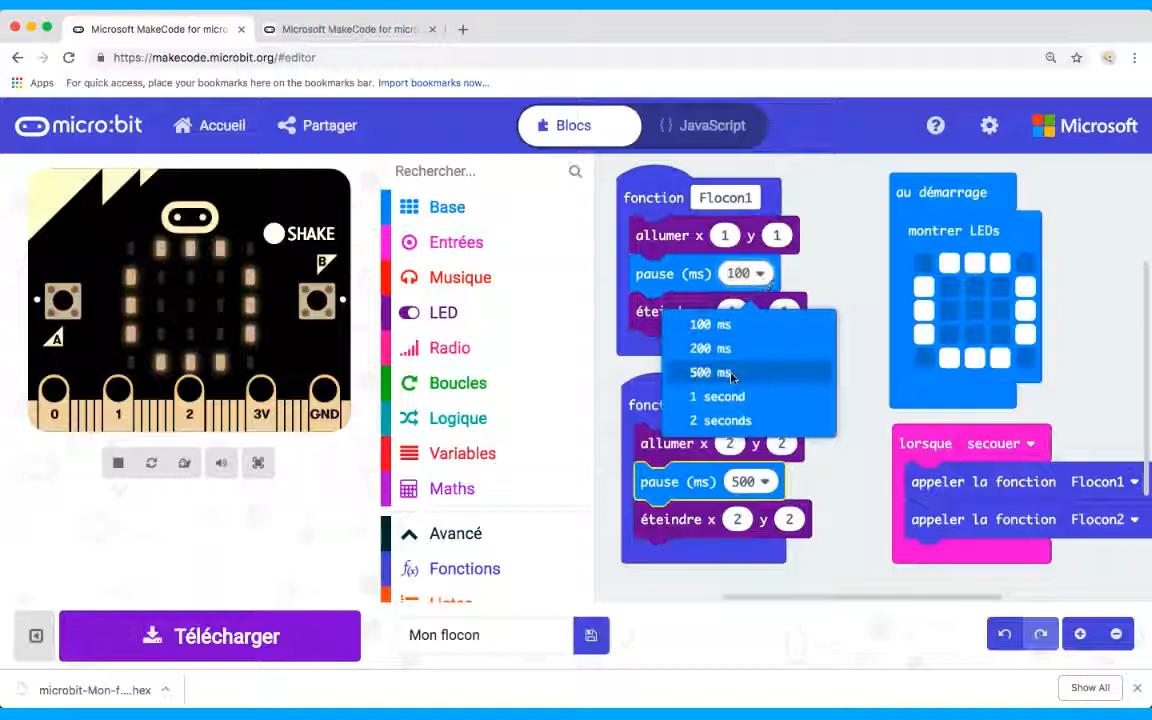 Microsoft MakeCode for micro
Microsoft MakeCode for micr
https://makecode.microbit.org/#editor
Apps
For quick access, place your bookmarks here on the bookmarks bar. Import bookmarks now...
micro:bit
Accueil
Partager
Blocs
{ } JavaScript
Microsoft
SHAKE
B
A
0
1
2
3V
GND
Rechercher...
Base
Entrées
Musique
LED
Radio
Boucles
Logique
Variables
Maths
Avancé
Fonctions
fonction Flocon1
allumer x 1 y 1
pause (ms) 100
100 ms
200 ms
500 ms
1 second
2 seconds
allumer x 2 y 2
pause (ms) 500
éteindre x 2 y 2
au démarrage
montrer LEDs
lorsque secouer
appeler la fonction Flocon1
appeler la fonction Flocon2
Télécharger
Mon flocon
microbit-Mon-f....hex
Show All